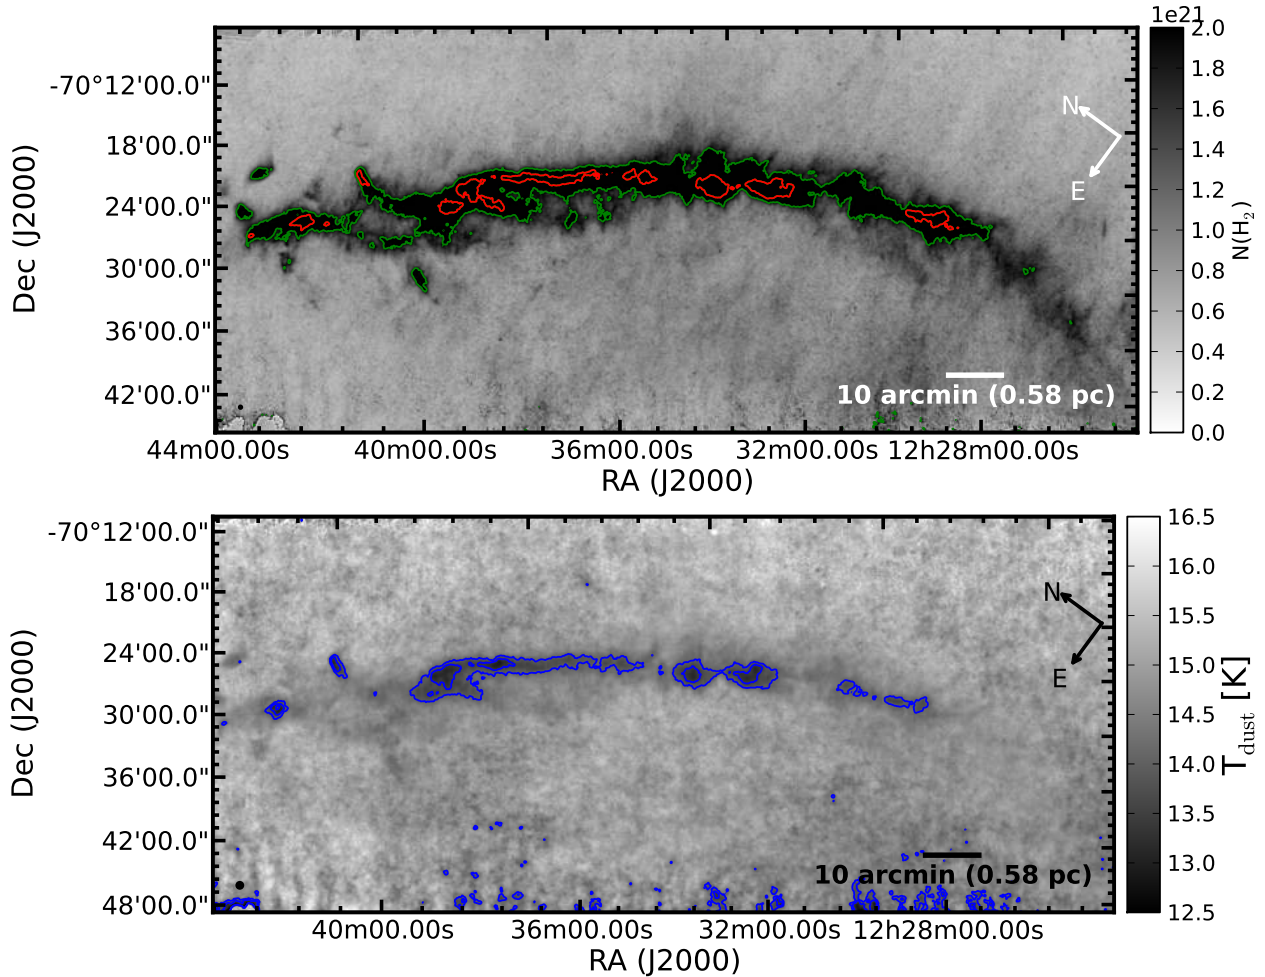 1e21
-70°12'00.0"
18'00.0"
24'00.0"
30'00.0"
36'00.0"
42'00.0"
Dec (J2000)
N
E
10 arcmin (0.58 pc)
44m00.00s 40m00.00s 36m00.00s 32m00.00s 12h28m00.00s
RA (J2000)
2.0
1.8
1.6
1.4
1.2
1.0
0.8
0.6
0.4
0.2
0.0
N(H₂)
-70°12'00.0"
18'00.0"
24'00.0"
30'00.0"
36'00.0"
42'00.0"
48'00.0"
Dec (J2000)
N
E
10 arcmin (0.58 pc)
40m00.00s 36m00.00s 32m00.00s 12h28m00.00s
RA (J2000)
16.5
16.0
15.5
15.0
14.5
14.0
13.5
13.0
12.5
T_dust [K]